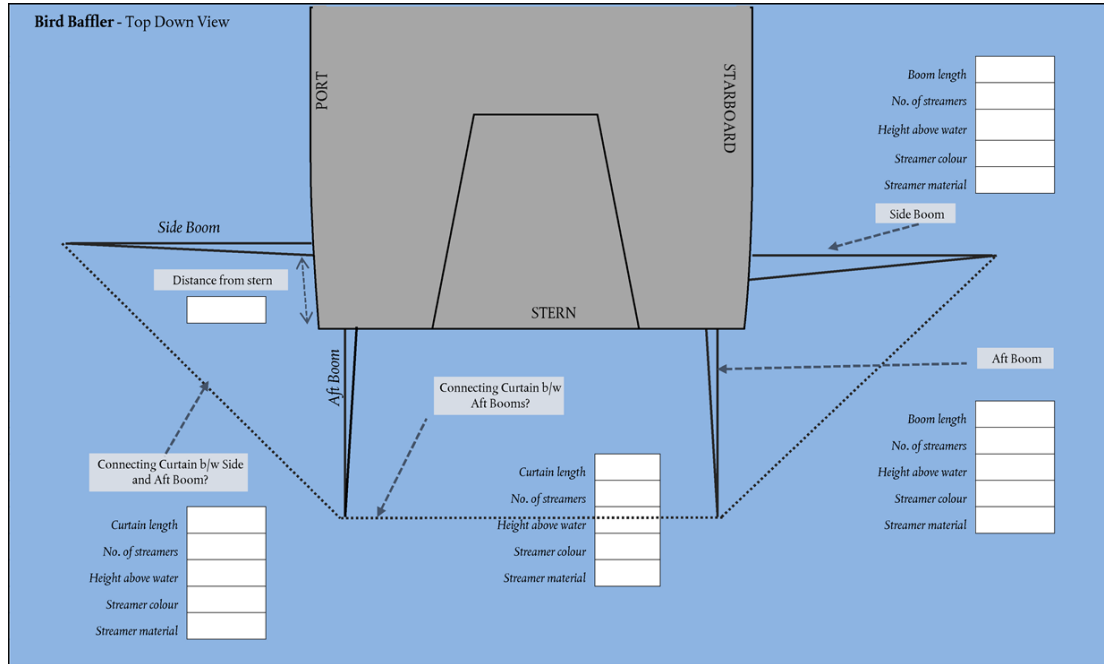 Bird Baffler - Top Down View
PORT
STARBOARD
Boom length
No. of streamers
Height above water
Streamer colour
Streamer material
Side Boom
Side Boom
Distance from stern
STERN
Aft Boom
Aft Boom
Connecting Curtain b/w
Aft Booms?
Boom length
No. of streamers
Height above water
Streamer colour
Streamer material
Connecting Curtain b/w Side
and Aft Boom?
Curtain length
No. of streamers
Height above water
Streamer colour
Streamer material
Curtain length
No. of streamers
Height above water
Streamer colour
Streamer material